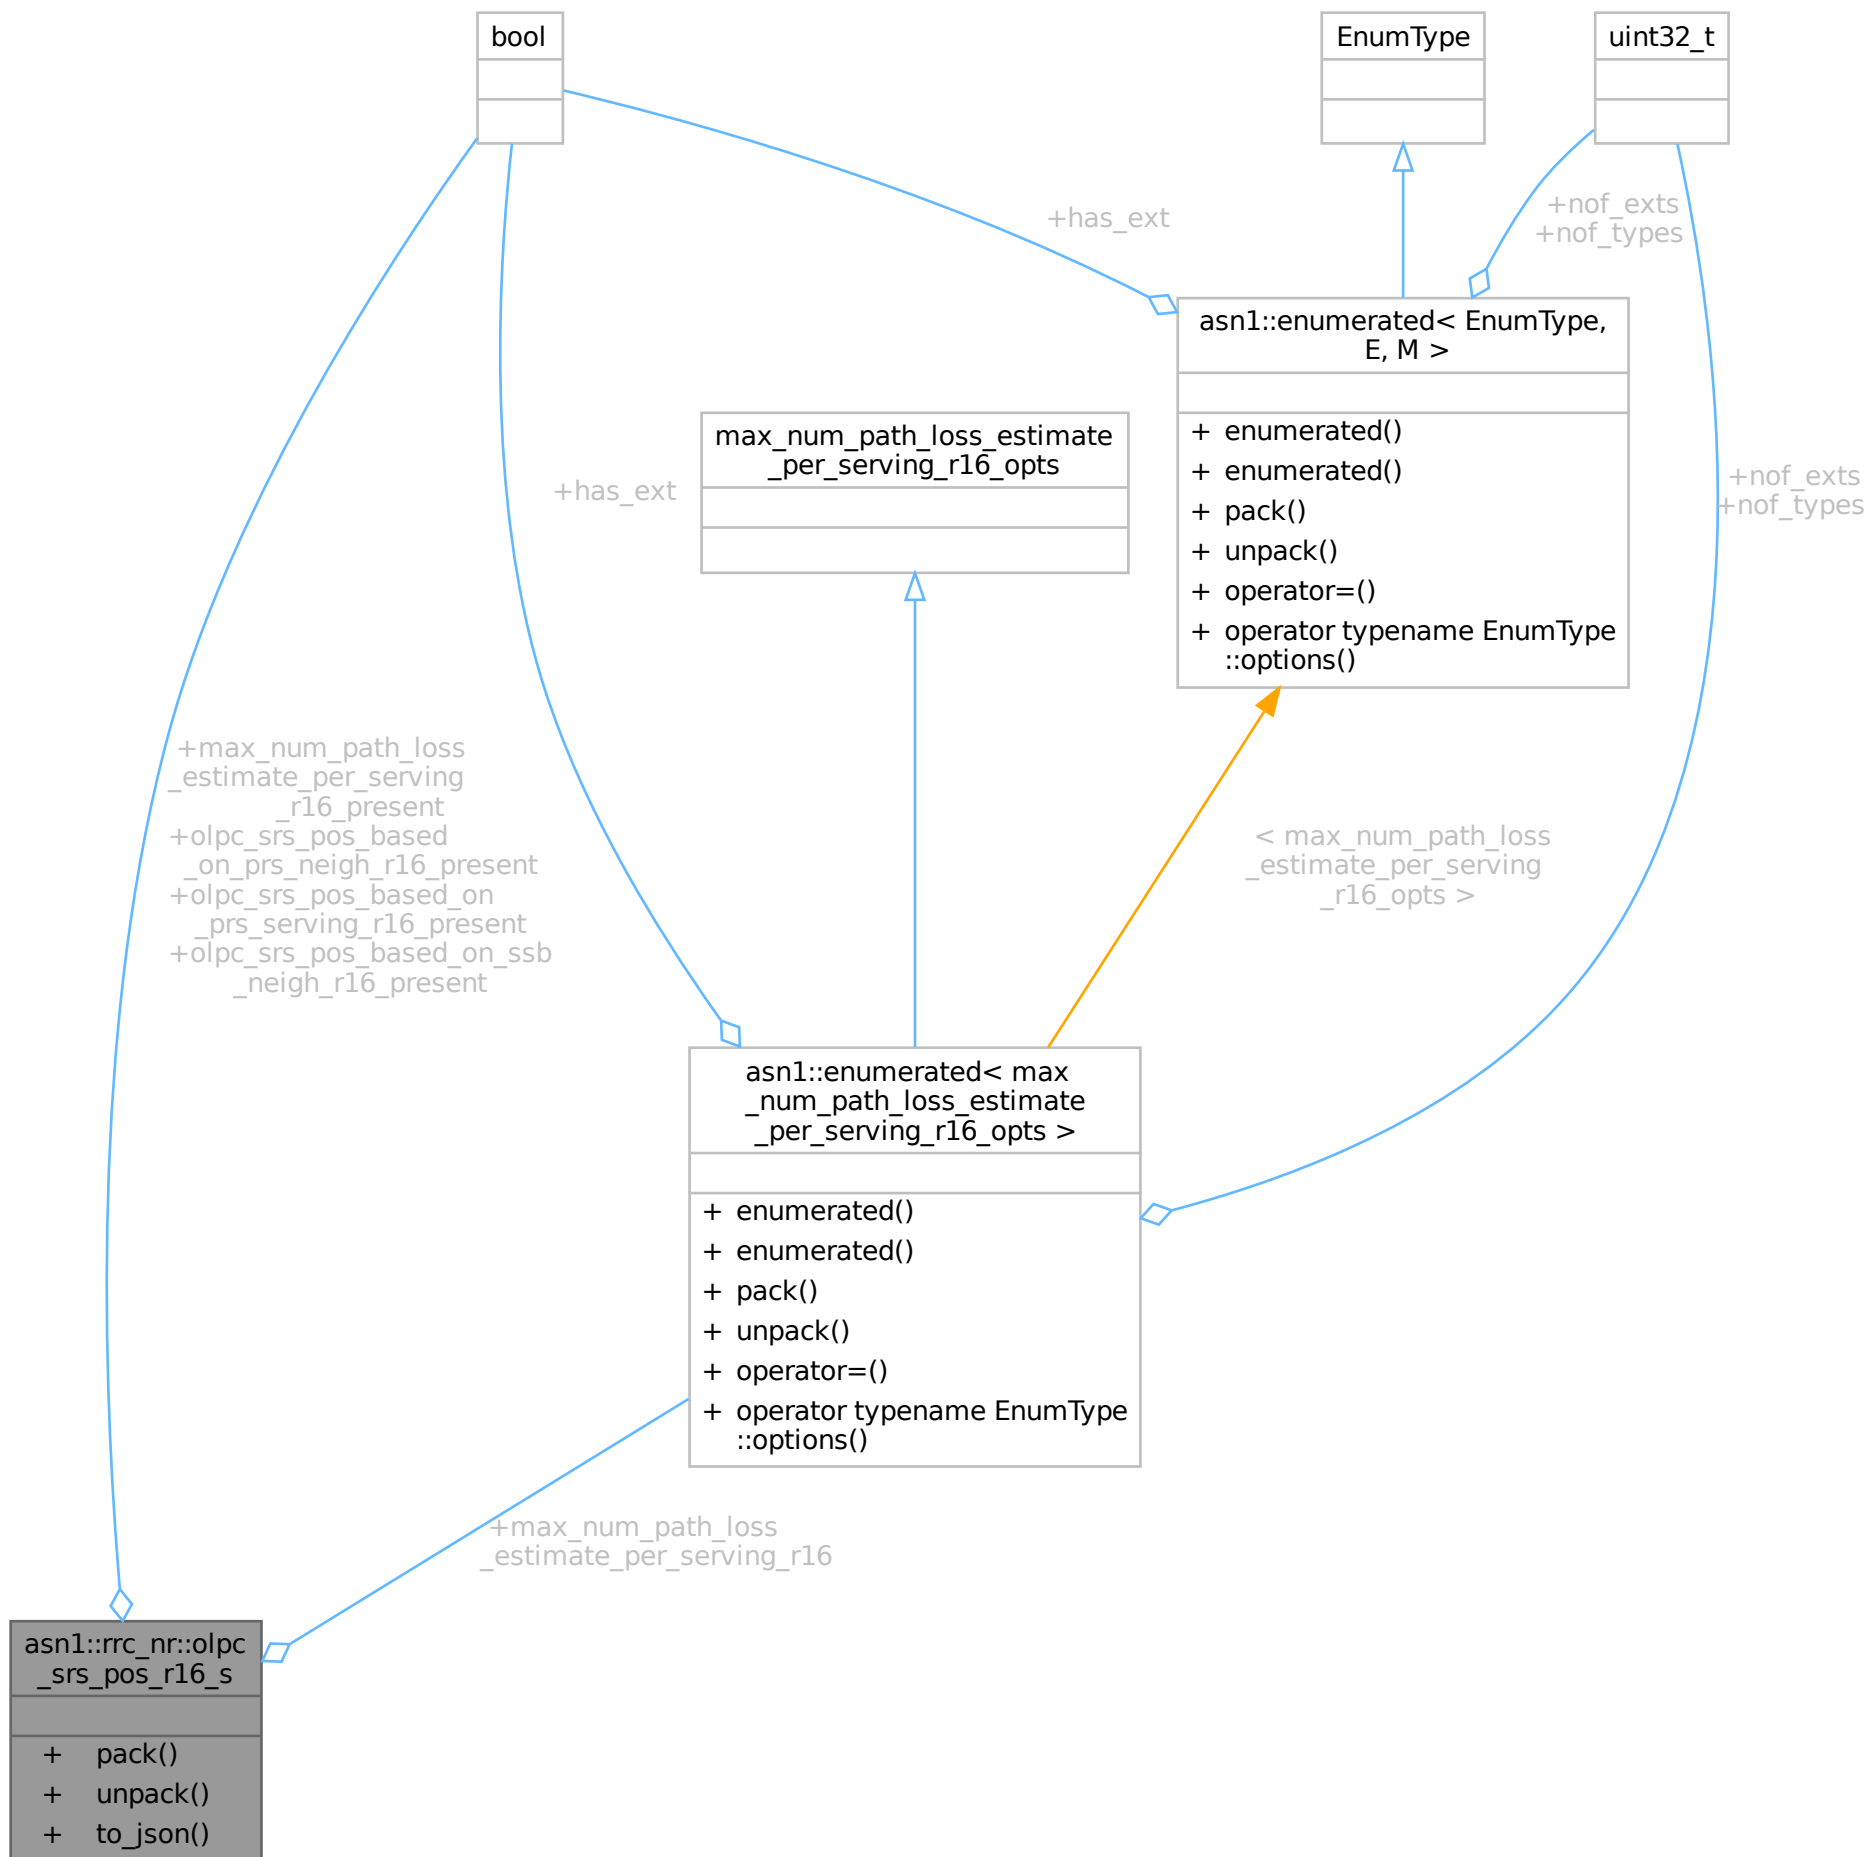 bool
EnumType
uint32_t
+has_ext
+nof_exts
+nof_types
asn1::enumerated< EnumType,
E, M >
+ enumerated()
+ enumerated()
+ pack()
+ unpack()
+ operator=()
+ operator typename EnumType
::options()
max_num_path_loss_estimate
_per_serving_r16_opts
+has_ext
+nof_exts
+nof_types
+max_num_path_loss
_estimate_per_serving
_r16_present
+olpc_srs_pos_based
_on_prs_neigh_r16_present
+olpc_srs_pos_based_on
_prs_serving_r16_present
+olpc_srs_pos_based_on_ssb
_neigh_r16_present
< max_num_path_loss
_estimate_per_serving
_r16_opts >
asn1::enumerated< max
_num_path_loss_estimate
_per_serving_r16_opts >
+ enumerated()
+ enumerated()
+ pack()
+ unpack()
+ operator=()
+ operator typename EnumType
::options()
+max_num_path_loss
_estimate_per_serving_r16
asn1::rrc_nr::olpc
_srs_pos_r16_s
+ pack()
+ unpack()
+ to_json()